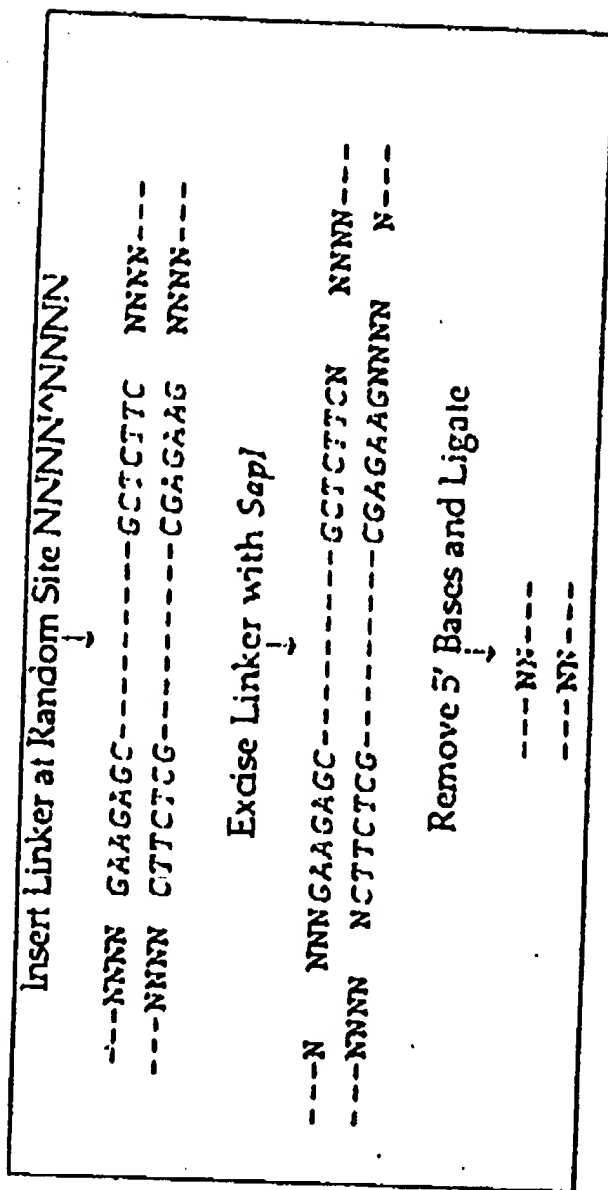 Insert Linker at Random Site NNNN^NNNN
---NNNN GAAGAGC---------GCTCTTC NNNN---
---NNNN CTTCTCG---------CGAGAAG NNNN---
Excise Linker with SapI
---N NNNGAAGAGC---------GCTCTTCN NNNN---
---NNNN NCTTCTCG---------CGAGAAGNNNN N---
Remove 5' Bases and Ligate
---NN---
---NN---